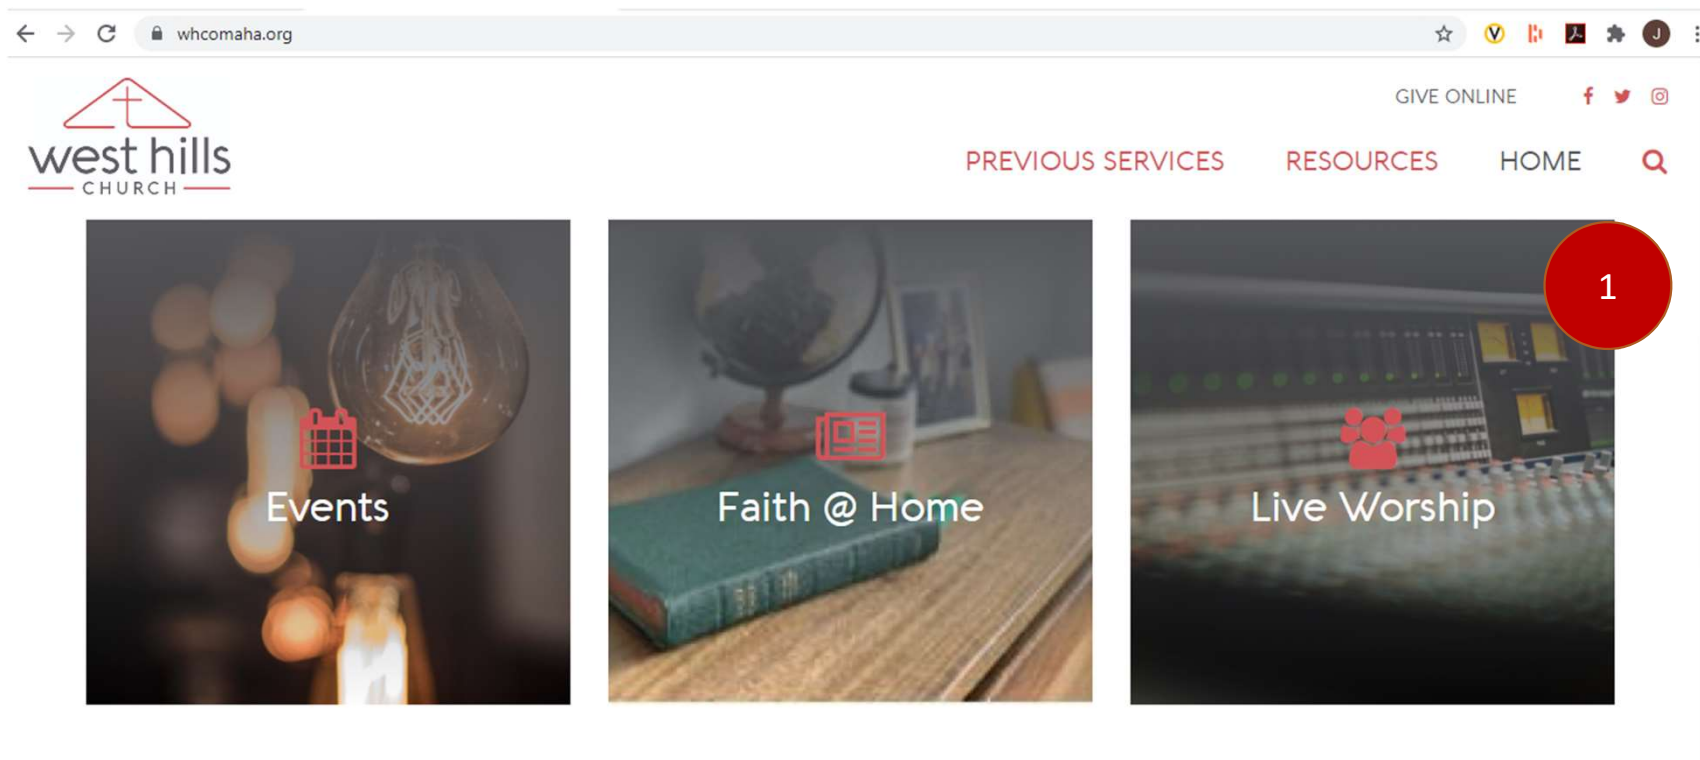 whcomaha.org
J
GIVE ONLINE
west hills
CHURCH
PREVIOUS SERVICES
RESOURCES
HOME
1
Events
Faith @ Home
Live Worship